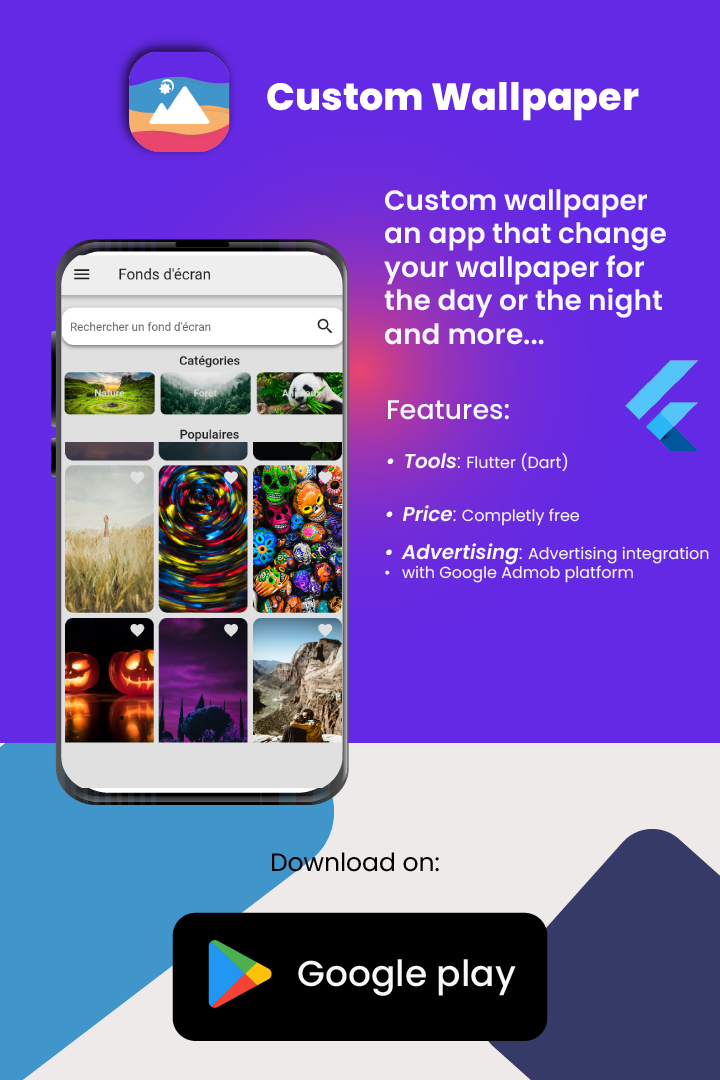 Custom Wallpaper
Custom wallpaper
an app that change
your wallpaper for
the day or the night
and more...
Fonds d'écran
Rechercher un fond d'écran
Catégories
Nature
Forêt
Animaux
Populaires
Features:
• Tools: Flutter (Dart)
• Price: Completly free
• Advertising: Advertising integration
• with Google Admob platform
Download on:
Google play